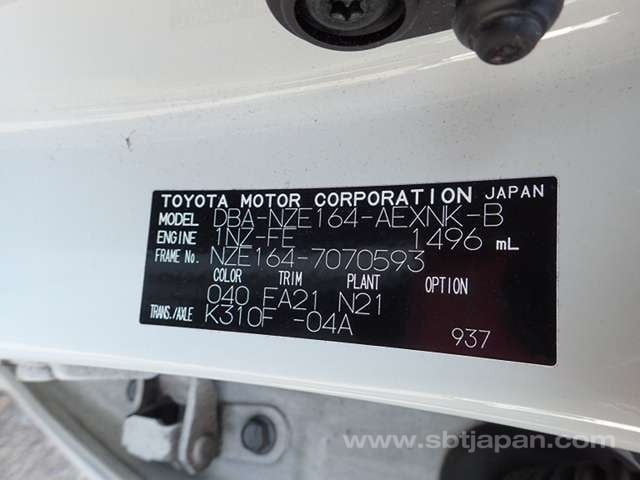 TOYOTA MOTOR CORPORATION JAPAN
MODEL DBA-NZE164-AEXNK-B
ENGINE 1NZ-FE 1496 mL
FRAME No. NZE164-7070593
COLOR TRIM PLANT OPTION
040 FA21 N21
TRANS./AXLE K310F -04A
937
www.sbtjapan.com